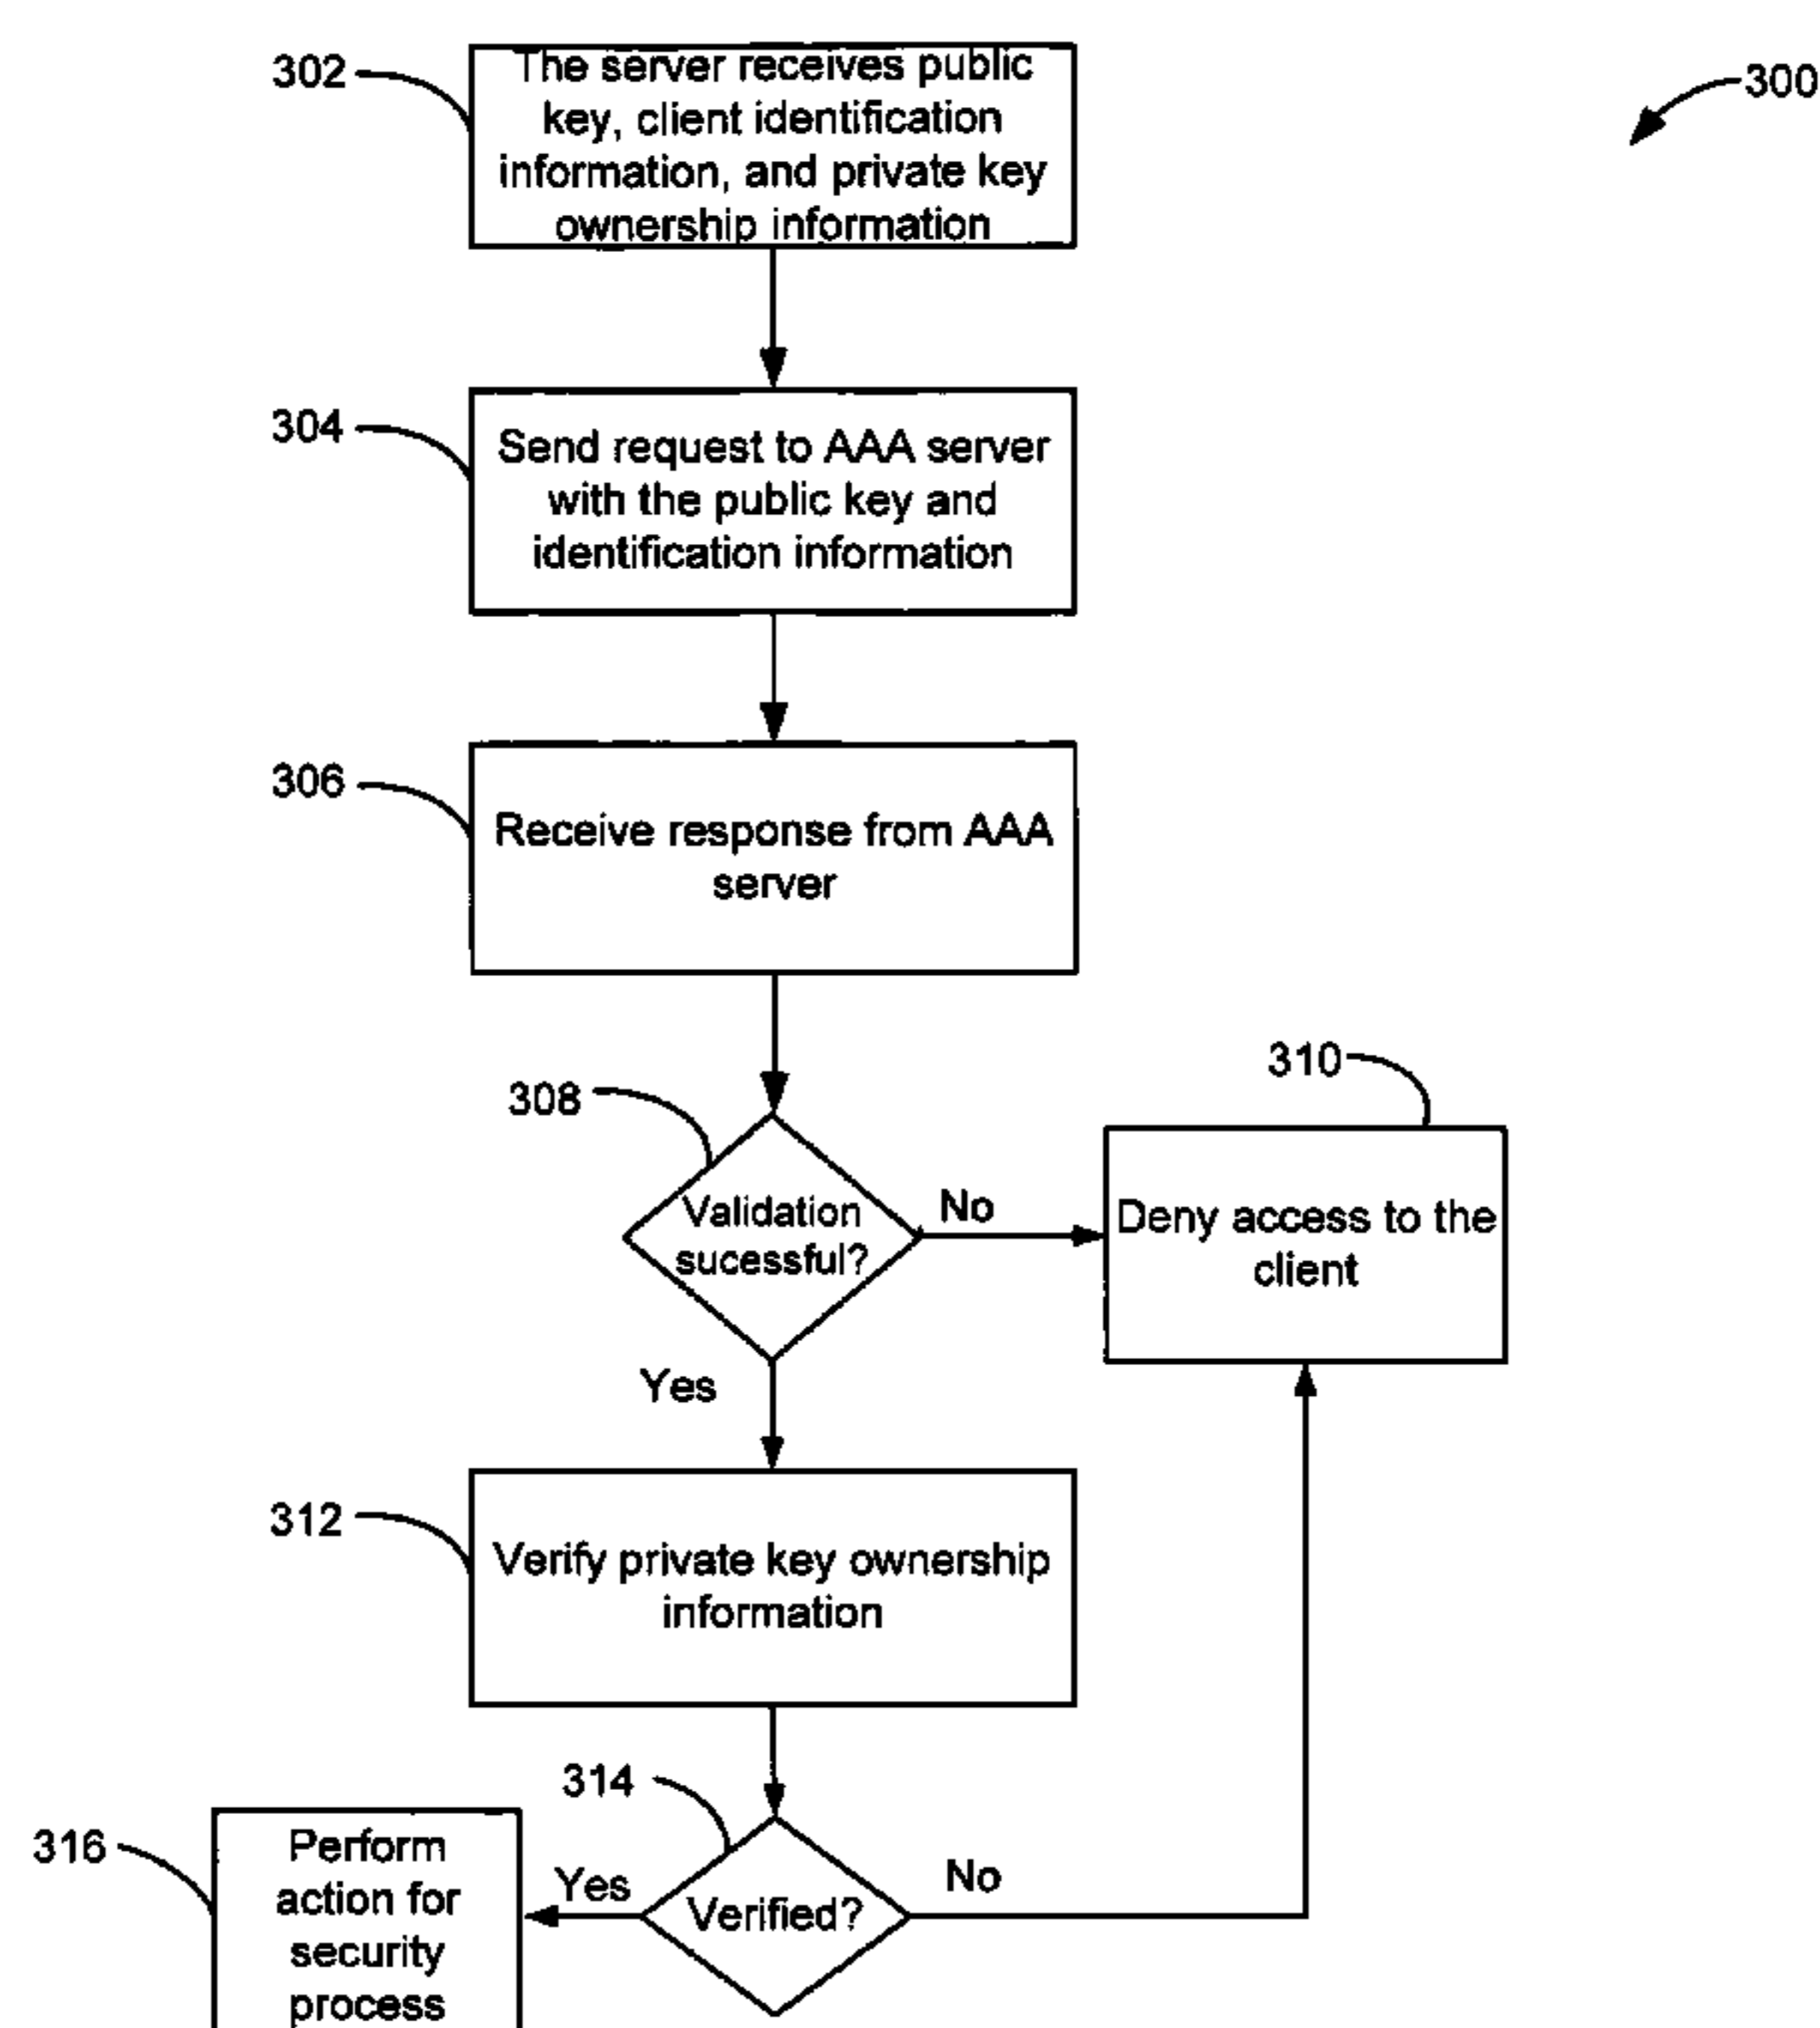 302
The server receives public
key, client identification
information, and private key
ownership information
300
304
Send request to AAA server
with the public key and
identification information
306
Receive response from AAA
server
308
Validation
sucessful?
No
310
Deny access to the
client
Yes
312
Verify private key ownership
information
314
Verified?
Yes
No
316
Perform
action for
security
process